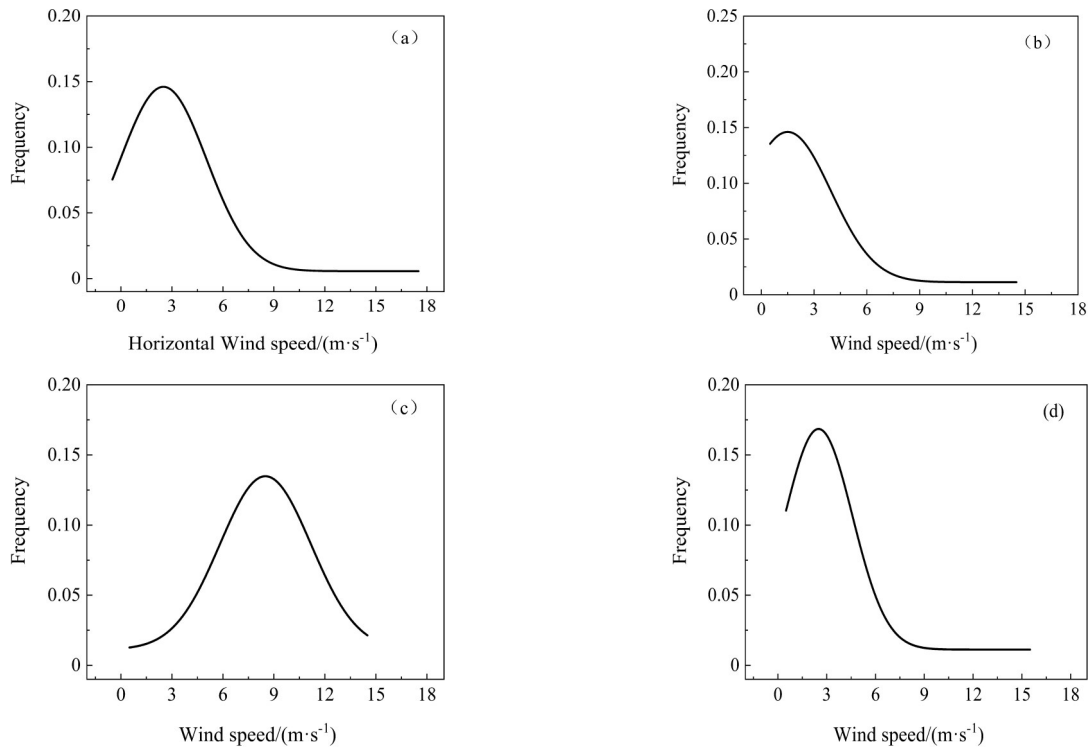 0.20
0.15
0.10
0.05
0
Frequency
(a)
0 3 6 9 12 15 18
Horizontal Wind speed/(m·s-1)
0.25
0.20
0.15
0.10
0.05
0
Frequency
(b)
0 3 6 9 12 15 18
Wind speed/(m·s-1)
0.20
0.15
0.10
0.05
0
Frequency
(c)
0 3 6 9 12 15 18
Wind speed/(m·s-1)
0.20
0.15
0.10
0.05
0
Frequency
(d)
0 3 6 9 12 15 18
Wind speed/(m·s-1)